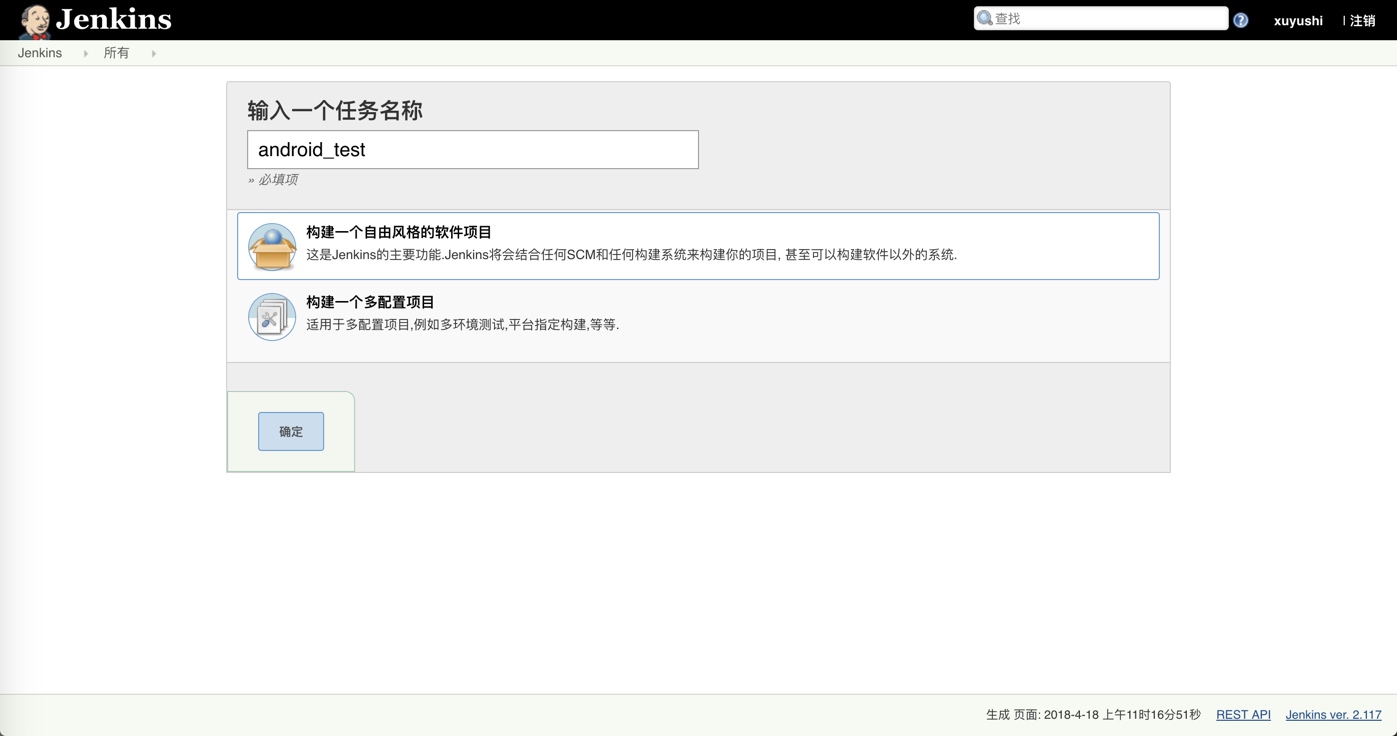 Jenkins
查找
xuyushi
| 注销
Jenkins
所有
输入一个任务名称
android_test
» 必填项
构建一个自由风格的软件项目
这是Jenkins的主要功能.Jenkins将会结合任何SCM和任何构建系统来构建你的项目, 甚至可以构建软件以外的系统.
构建一个多配置项目
适用于多配置项目,例如多环境测试,平台指定构建,等等.
确定
生成 页面: 2018-4-18 上午11时16分51秒
REST API
Jenkins ver. 2.117